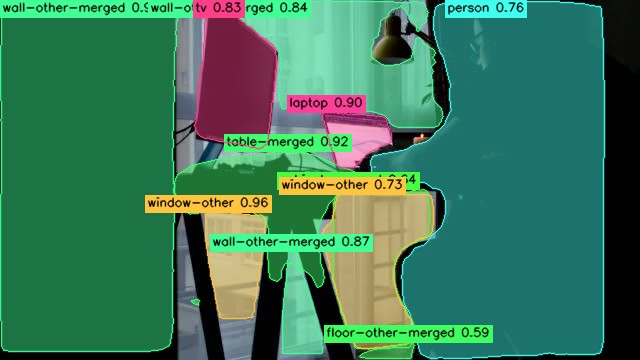 wall-other-merged 0.9
wall-ot
tv 0.83
rged 0.84
person 0.76
laptop 0.90
table-merged 0.92
window-other 0.73
window-other 0.96
wall-other-merged 0.87
floor-other-merged 0.59